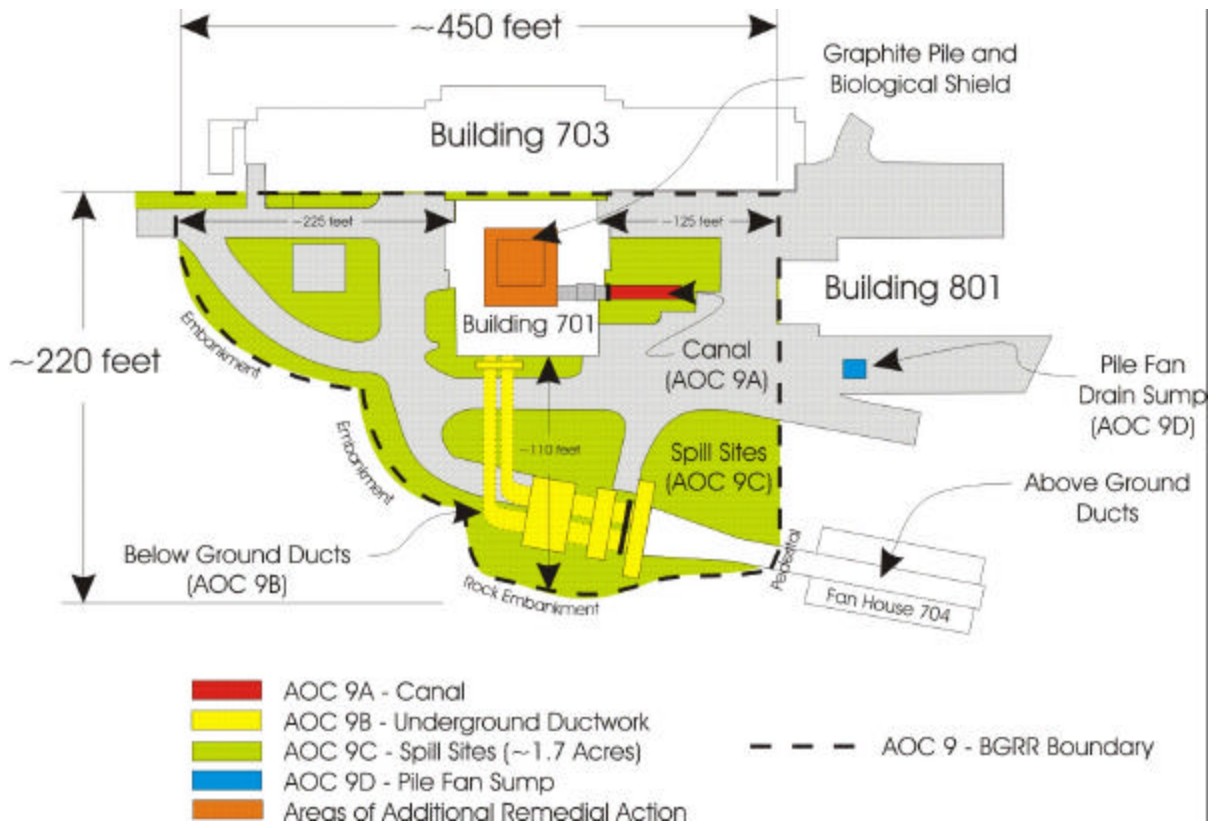 ~450 feet
Graphite Pile and
Biological Shield
Building 703
~225 feet
~125 feet
Building 801
Building 701
~220 feet
Embankment
Canal
(AOC 9A)
Pile Fan
Drain Sump
(AOC 9D)
Embankment
~110 feet
Spill Sites
(AOC 9C)
Above Ground
Ducts
Below Ground Ducts
(AOC 9B)
Pedestal
Rock Embankment
Fan House 704
AOC 9A - Canal
AOC 9B - Underground Ductwork
AOC 9C - Spill Sites (~1.7 Acres)
AOC 9 - BGRR Boundary
AOC 9D - Pile Fan Sump
Areas of Additional Remedial Action